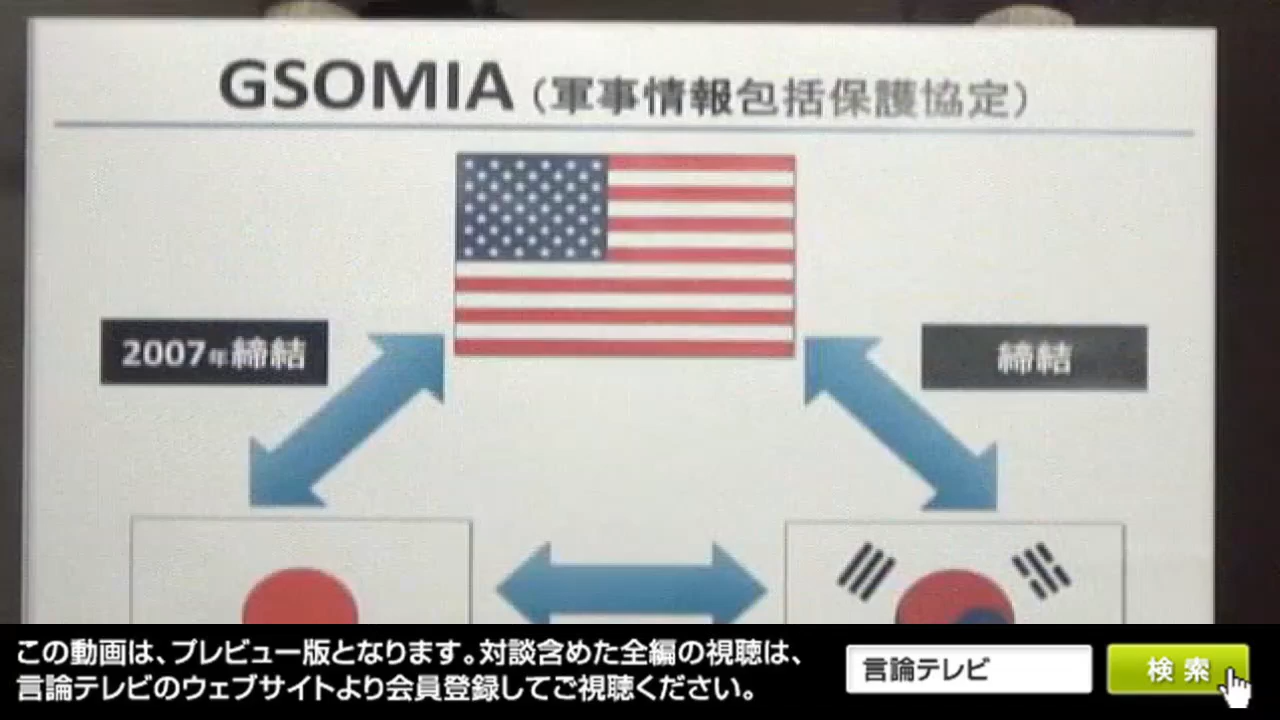 GSOMIA（軍事情報包括保護協定）
2007年締結
締結
この動画は、プレビュー版となります。対談含めた全編の視聴は、
言論テレビのウェブサイトより会員登録してご視聴ください。
言論テレビ
検索